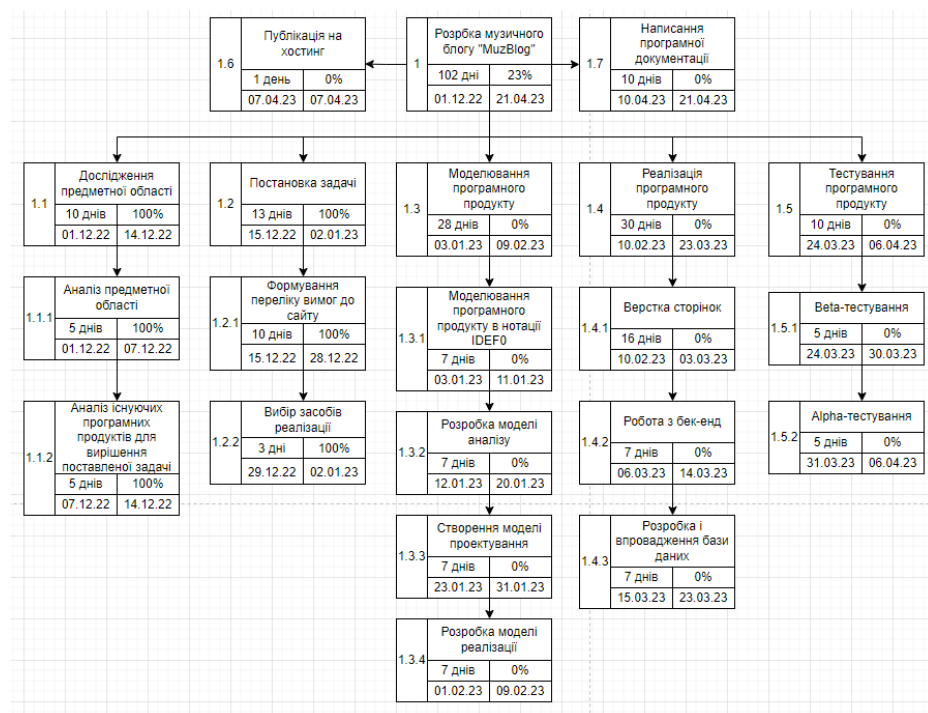 1.6
Публікація на
хостинг
1 день 0%
07.04.23 07.04.23
1
Розрбка музичного
блогу "MuzBlog"
102 дні 23%
01.12.22 21.04.23
1.7
Написання
програмної
документації
10 днів 0%
10.04.23 21.04.23
1.1
Дослідження
предметної області
10 днів 100%
01.12.22 14.12.22
1.2
Постановка задачі
13 днів 100%
15.12.22 02.01.23
1.3
Моделювання
програмного
продукту
28 днів 0%
03.01.23 09.02.23
1.4
Реалізація
програмного
продукту
30 днів 0%
10.02.23 23.03.23
1.5
Тестування
програмного
продукту
10 днів 0%
24.03.23 06.04.23
1.1.1
Аналіз предметної
області
5 днів 100%
01.12.22 07.12.22
1.2.1
Формування
переліку вимог до
сайту
10 днів 100%
15.12.22 28.12.22
1.3.1
Моделювання
програмного
продукту в нотації
IDEF0
7 днів 0%
03.01.23 11.01.23
1.4.1
Верстка сторінок
16 днів 0%
10.02.23 03.03.23
1.5.1
Beta-тестування
5 днів 0%
24.03.23 30.03.23
1.1.2
Аналіз існуючих
програмних
продуктів для
вирішення
поставленої задачі
5 днів 100%
07.12.22 14.12.22
1.2.2
Вибір засобів
реалізації
3 дні 100%
29.12.22 02.01.23
1.3.2
Розробка моделі
аналізу
7 днів 0%
12.01.23 20.01.23
1.4.2
Робота з бек-енд
7 днів 0%
06.03.23 14.03.23
1.5.2
Alpha-тестування
5 днів 0%
31.03.23 06.04.23
1.3.3
Створення моделі
проектування
7 днів 0%
23.01.23 31.01.23
1.4.3
Розробка і
впровадження бази
даних
7 днів 0%
15.03.23 23.03.23
1.3.4
Розробка моделі
реалізації
7 днів 0%
01.02.23 09.02.23